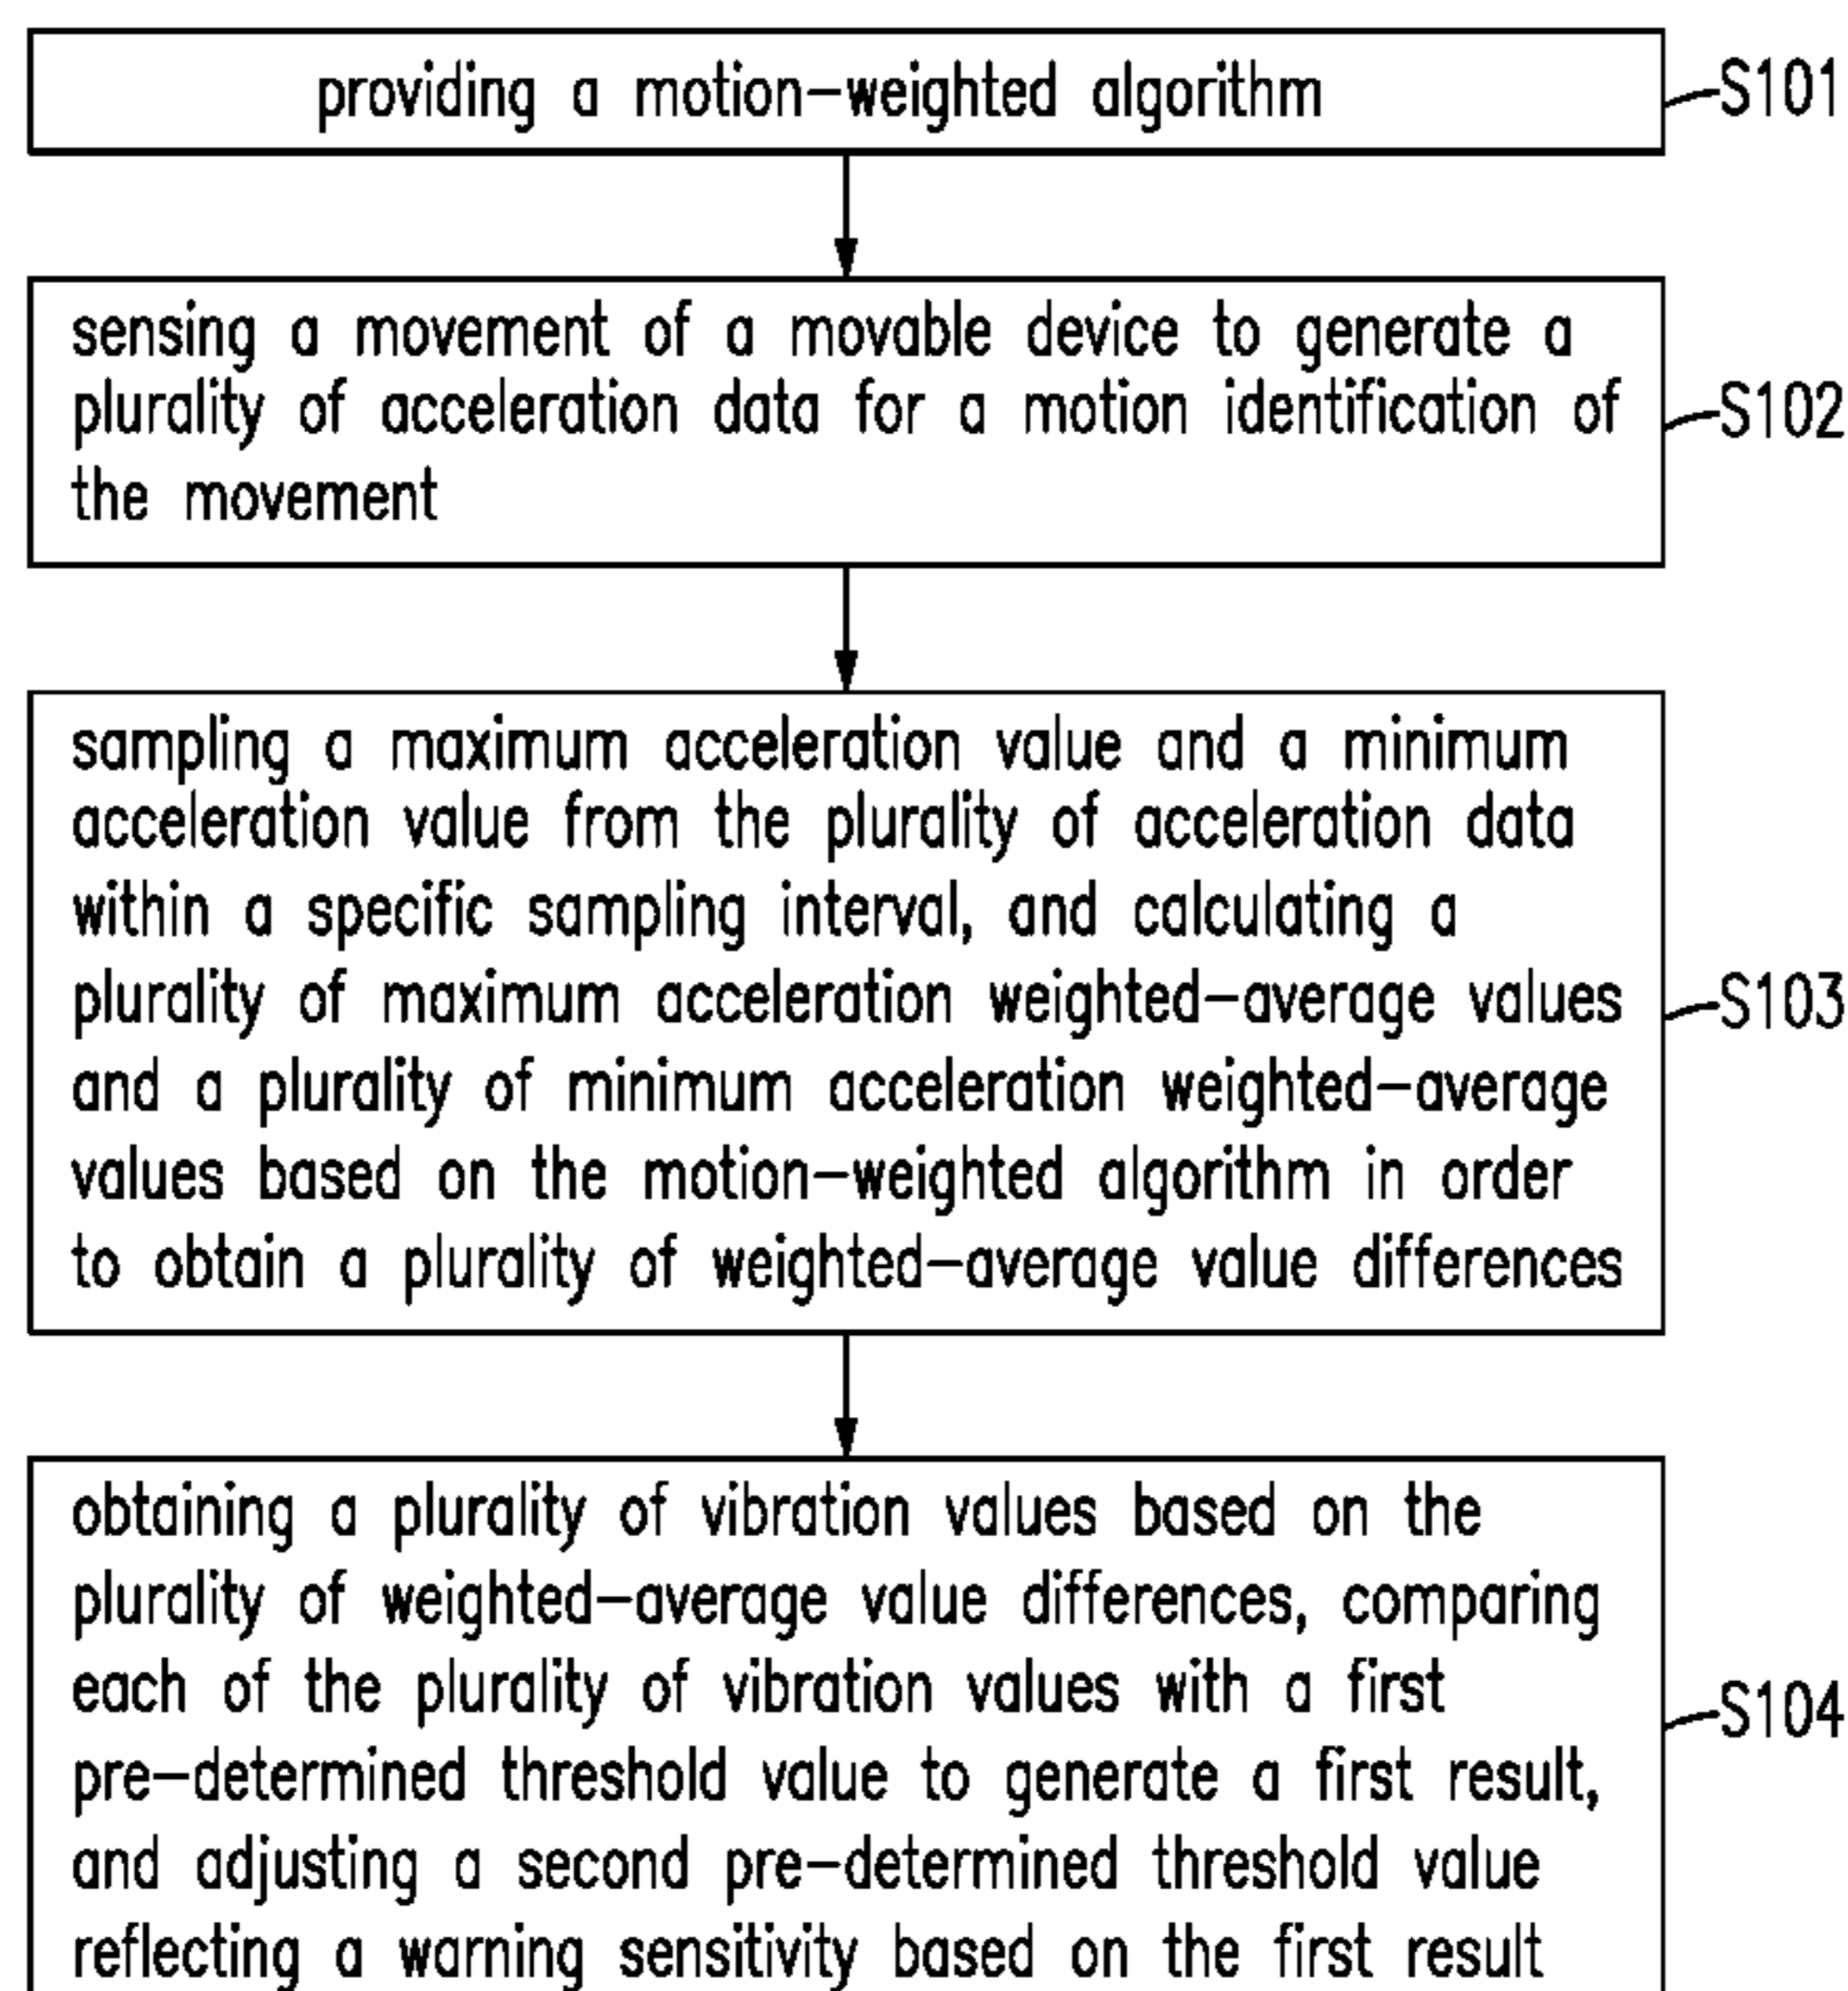 providing a motion-weighted algorithm
S101
sensing a movement of a movable device to generate a
plurality of acceleration data for a motion identification of
the movement
S102
sampling a maximum acceleration value and a minimum
acceleration value from the plurality of acceleration data
within a specific sampling interval, and calculating a
plurality of maximum acceleration weighted-average values
and a plurality of minimum acceleration weighted-average
values based on the motion-weighted algorithm in order
to obtain a plurality of weighted-average value differences
S103
obtaining a plurality of vibration values based on the
plurality of weighted-average value differences, comparing
each of the plurality of vibration values with a first
pre-determined threshold value to generate a first result,
and adjusting a second pre-determined threshold value
reflecting a warning sensitivity based on the first result
S104